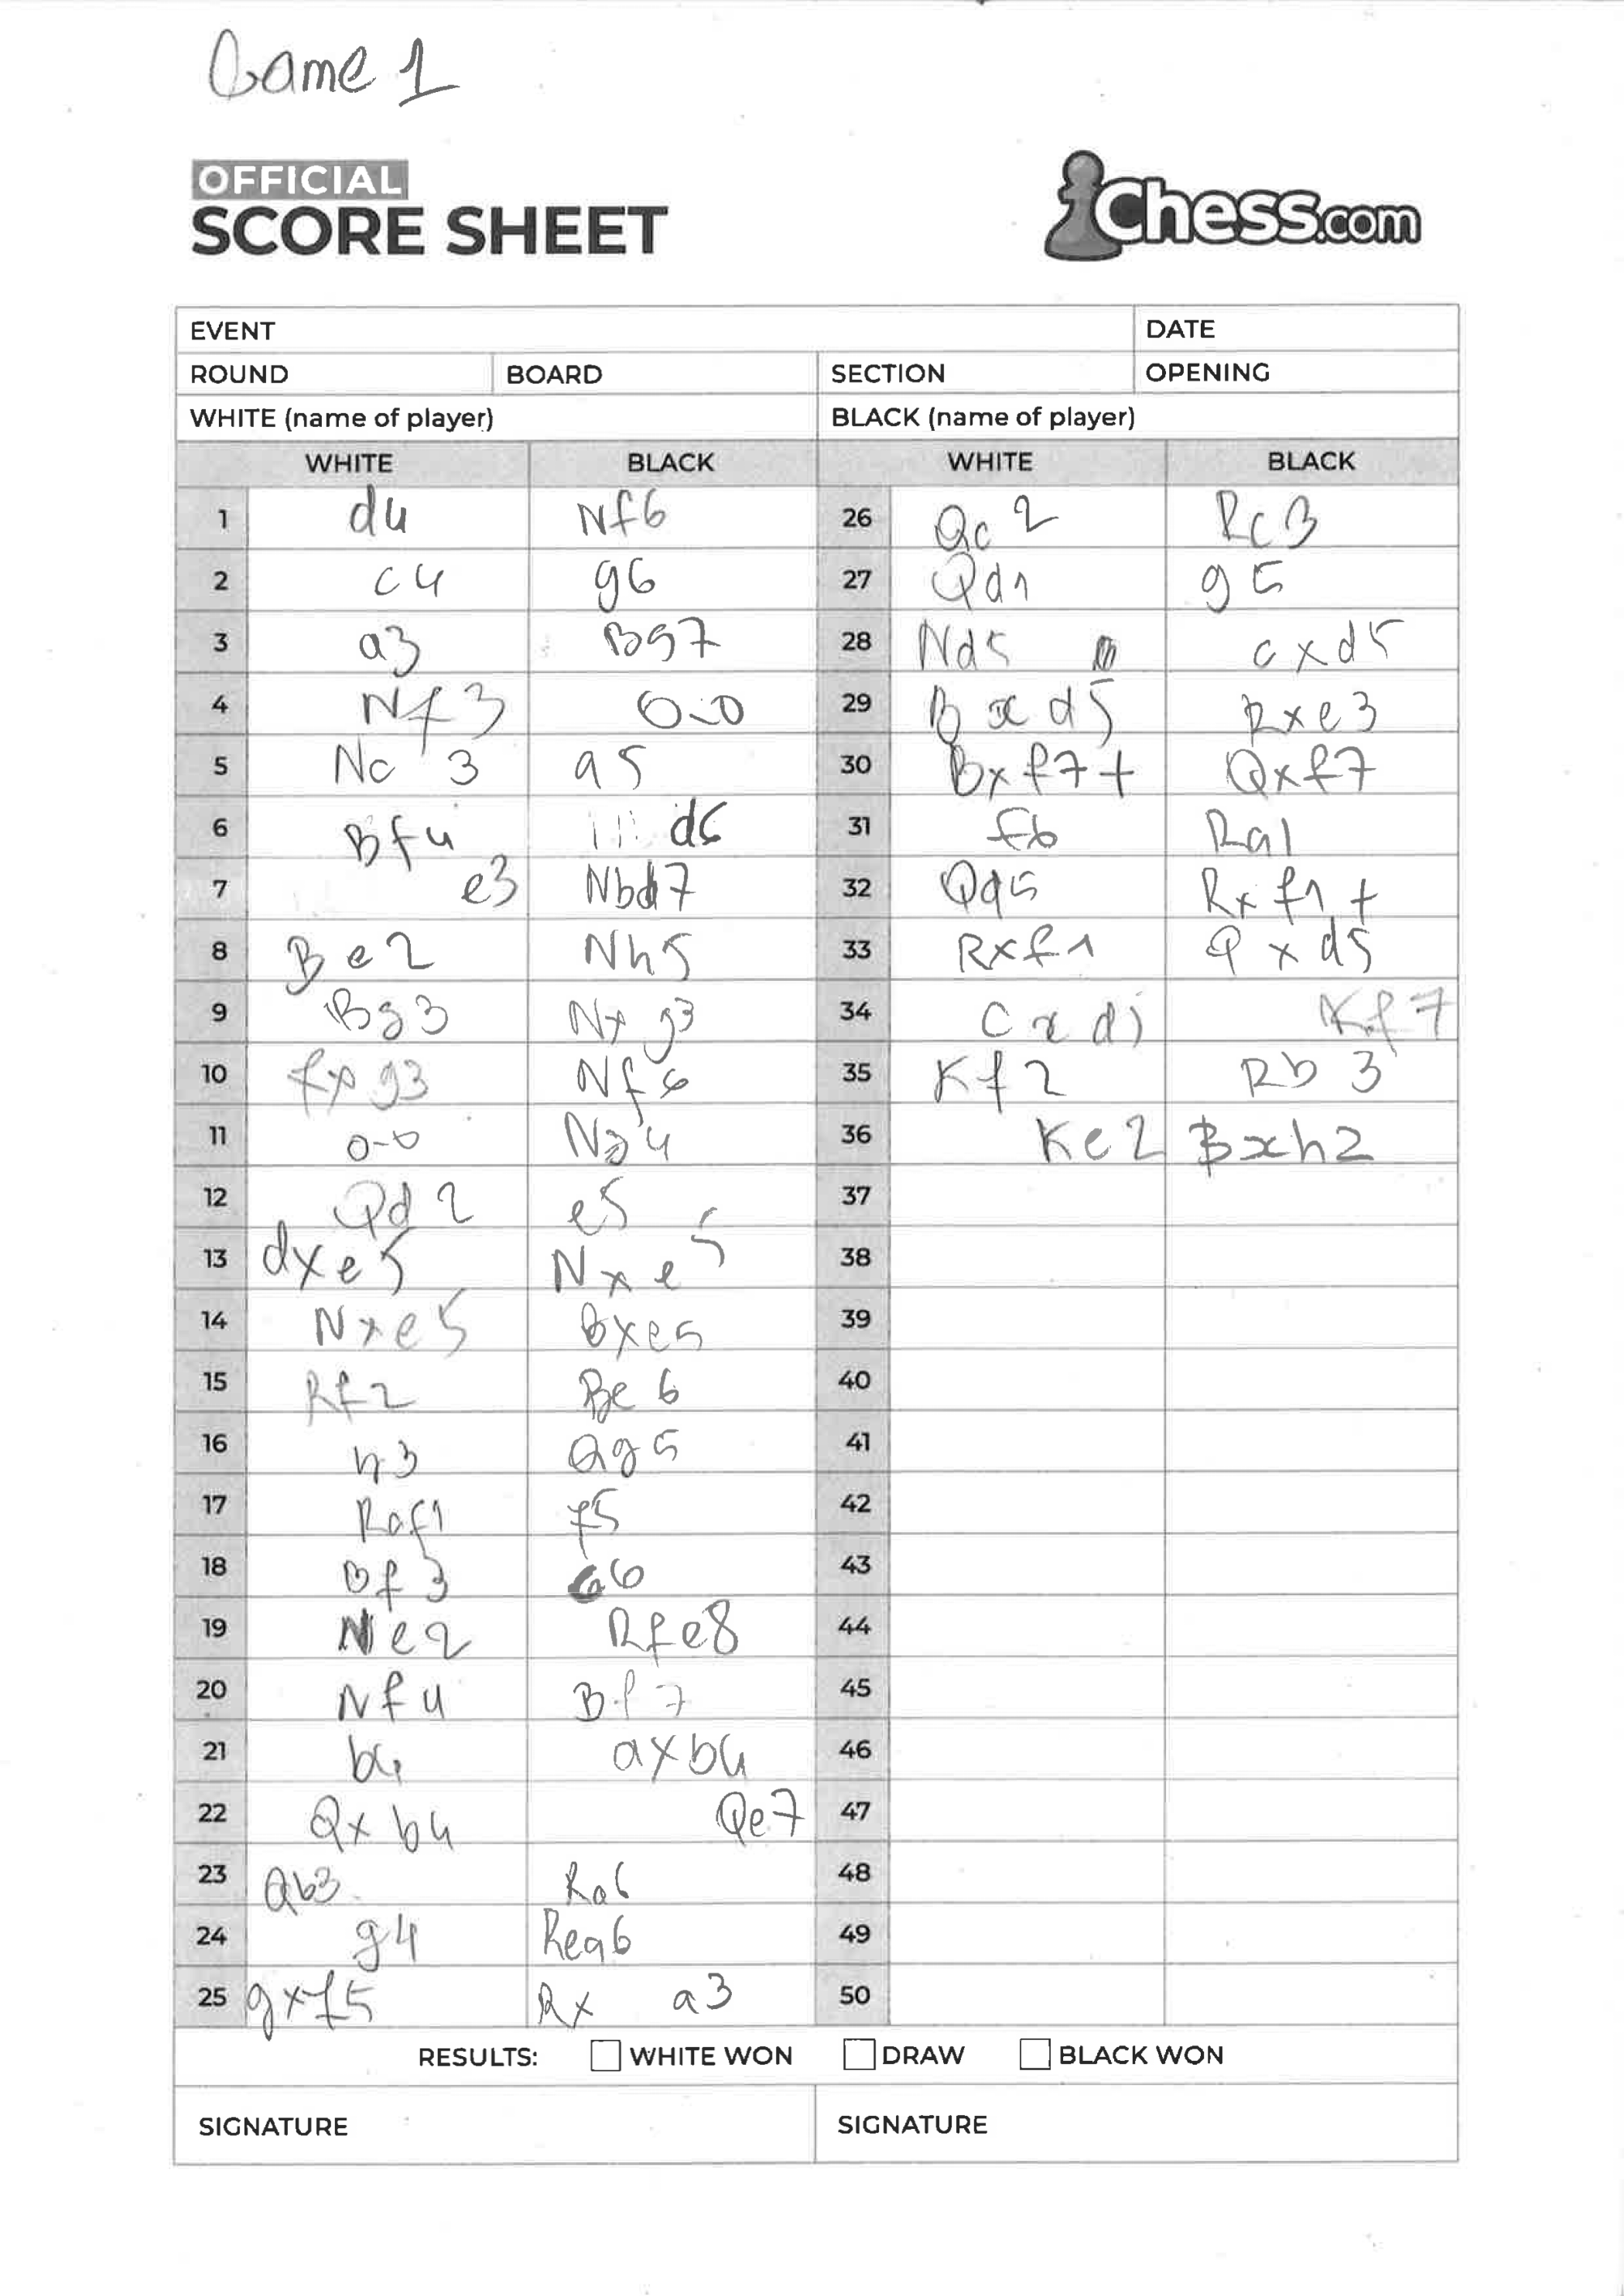 Game 1
OFFICIAL
SCORE SHEET
Chess.com
EVENT DATE
ROUND BOARD SECTION OPENING
WHITE (name of player) BLACK (name of player)
WHITE BLACK WHITE BLACK
1 d4 Nf6 26 Qc2 Rc3
2 c4 g6 27 Qd1 g5
3 a3 Bg7 28 Nd5 cxd5
4 Nf3 0-0 29 Bxd5 Rxe3
5 Nc3 a5 30 Bxf7+ Qxf7
6 Bf4 d6 31 f6 Ra1
7 e3 Nbd7 32 Qd5 Rxf1+
8 Be2 Nh5 33 Rxf1 Qxd5
9 Bg3 Nxg3 34 cxd5 Kf7
10 fxg3 Nf6 35 Kf2 Rb3
11 0-0 Ng4 36 Ke2 Bxh2
12 Qd2 e5 37
13 dxe5 Nxe5 38
14 Nxe5 Bxe5 39
15 Rf2 Be6 40
16 h3 Qg5 41
17 Raf1 f5 42
18 Bf3 c6 43
19 Ne2 Rfe8 44
20 Nf4 Bf7 45
21 b4 axb4 46
22 Qxb4 Qe7 47
23 Qb3 Ra6 48
24 g4 Rea6 49
25 gxf5 Rxa3 50
RESULTS: WHITE WON DRAW BLACK WON
SIGNATURE SIGNATURE